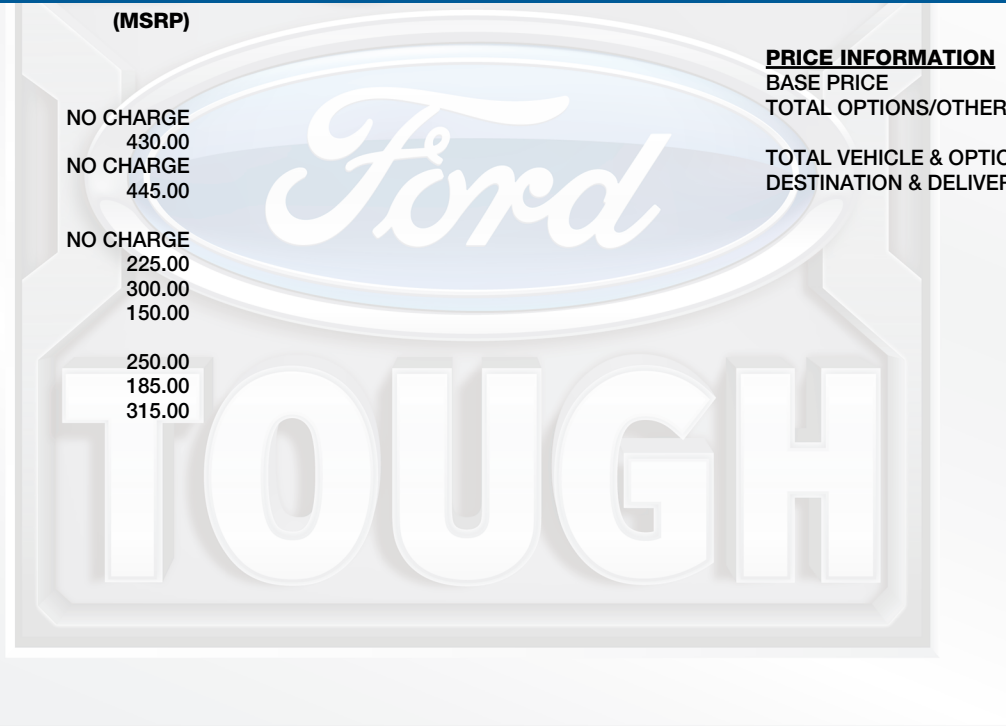 (MSRP)
NO CHARGE
430.00
NO CHARGE
445.00
NO CHARGE
225.00
300.00
150.00
250.00
185.00
315.00
PRICE INFORMATION
BASE PRICE
TOTAL OPTIONS/OTHER
TOTAL VEHICLE & OPTIO
DESTINATION & DELIVER
Ford
TOUGH